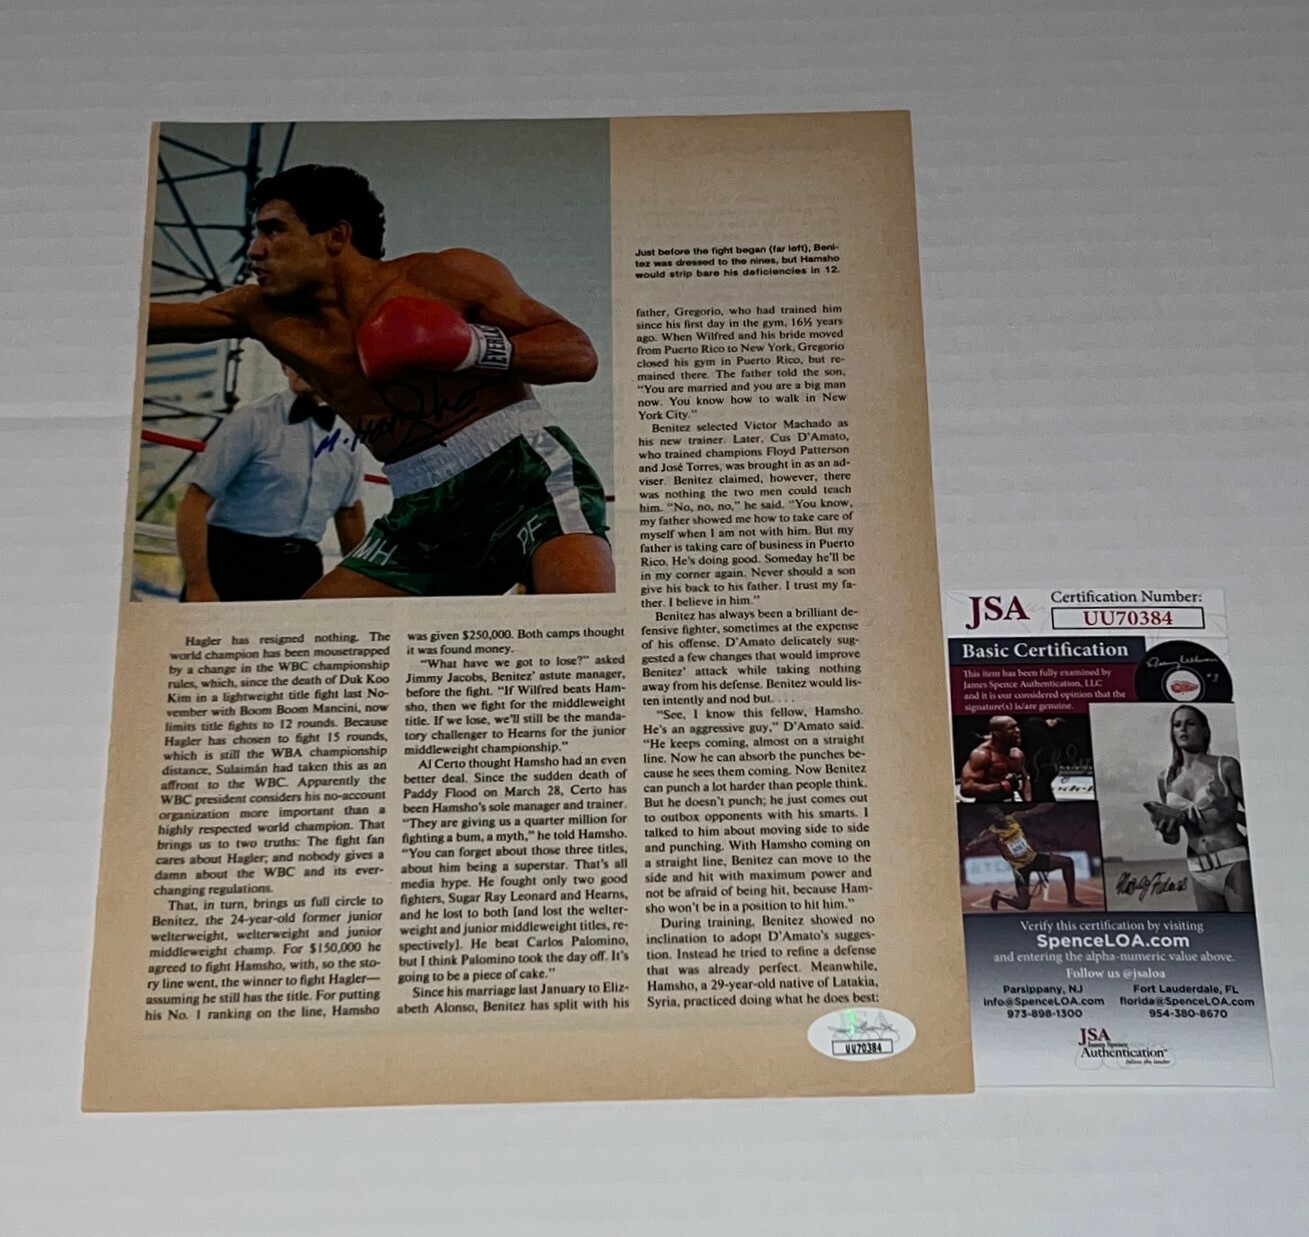 EVERLAS
M. Hamsho
MH
PF
Just before the fight began (far left), Beni-
tez was dressed to the nines, but Hamsho
would strip bare his deficiencies in 12.
Hagler has resigned nothing. The
world champion has been mousetrapped
by a change in the WBC championship
rules, which, since the death of Duk Koo
Kim in a lightweight title fight last No-
vember with Boom Boom Mancini, now
limits title fights to 12 rounds. Because
Hagler has chosen to fight 15 rounds,
which is still the WBA championship
distance, Sulaimán had taken this as an
affront to the WBC. Apparently the
WBC president considers his no-account
organization more important than a
highly respected world champion. That
brings us to two truths: The fight fan
cares about Hagler; and nobody gives a
damn about the WBC and its ever-
changing regulations.
That, in turn, brings us full circle to
Benitez, the 24-year-old former junior
welterweight, welterweight and junior
middleweight champ. For $150,000 he
agreed to fight Hamsho, with, so the sto-
ry line went, the winner to fight Hagler—
assuming he still has the title. For putting
his No. 1 ranking on the line, Hamsho
was given $250,000. Both camps thought
it was found money.
"What have we got to lose?" asked
Jimmy Jacobs, Benitez' astute manager,
before the fight. "If Wilfred beats Ham-
sho, then we fight for the middleweight
title. If we lose, we'll still be the manda-
tory challenger to Hearns for the junior
middleweight championship."
Al Certo thought Hamsho had an even
better deal. Since the sudden death of
Paddy Flood on March 28, Certo has
been Hamsho's sole manager and trainer.
"They are giving us a quarter million for
fighting a bum, a myth," he told Hamsho.
"You can forget about those three titles,
about him being a superstar. That's all
media hype. He fought only two good
fighters, Sugar Ray Leonard and Hearns,
and he lost to both [and lost the welter-
weight and junior middleweight titles, re-
spectively]. He beat Carlos Palomino,
but I think Palomino took the day off. It's
going to be a piece of cake."
Since his marriage last January to Eliz-
abeth Alonso, Benitez has split with his
father, Gregorio, who had trained him
since his first day in the gym, 16½ years
ago. When Wilfred and his bride moved
from Puerto Rico to New York, Gregorio
closed his gym in Puerto Rico, but re-
mained there. The father told the son,
"You are married and you are a big man
now. You know how to walk in New
York City."
Benitez selected Victor Machado as
his new trainer. Later, Cus D'Amato,
who trained champions Floyd Patterson
and José Torres, was brought in as an ad-
viser. Benitez claimed, however, there
was nothing the two men could teach
him. "No, no, no," he said. "You know,
my father showed me how to take care of
myself when I am not with him. But my
father is taking care of business in Puerto
Rico. He's doing good. Someday he'll be
in my corner again. Never should a son
give his back to his father. I trust my fa-
ther. I believe in him."
Benitez has always been a brilliant de-
fensive fighter, sometimes at the expense
of his offense. D'Amato delicately sug-
gested a few changes that would improve
Benitez' attack while taking nothing
away from his defense. Benitez would lis-
ten intently and nod but. . . .
"See, I know this fellow, Hamsho.
He's an aggressive guy," D'Amato said.
"He keeps coming, almost on a straight
line. Now he can absorb the punches be-
cause he sees them coming. Now Benitez
can punch a lot harder than people think.
But he doesn't punch; he just comes out
to outbox opponents with his smarts. I
talked to him about moving side to side
and punching. With Hamsho coming on
a straight line, Benitez can move to the
side and hit with maximum power and
not be afraid of being hit, because Ham-
sho won't be in a position to hit him."
During training, Benitez showed no
inclination to adopt D'Amato's sugges-
tion. Instead he tried to refine a defense
that was already perfect. Meanwhile,
Hamsho, a 29-year-old native of Latakia,
Syria, practiced doing what he does best:
UU70384
JSA
Certification Number:
UU70384
Basic Certification
This item has been fully examined by
James Spence Authentication, LLC
and it is our considered opinion that the
signature(s) is/are genuine.
Verify this certification by visiting
SpenceLOA.com
and entering the alpha-numeric value above.
Follow us @jsaloa
Parsippany, NJ
info@SpenceLOA.com
973-898-1300
Fort Lauderdale, FL
florida@SpenceLOA.com
954-380-8670
JSA
James Spence
Authentication
follow the leader